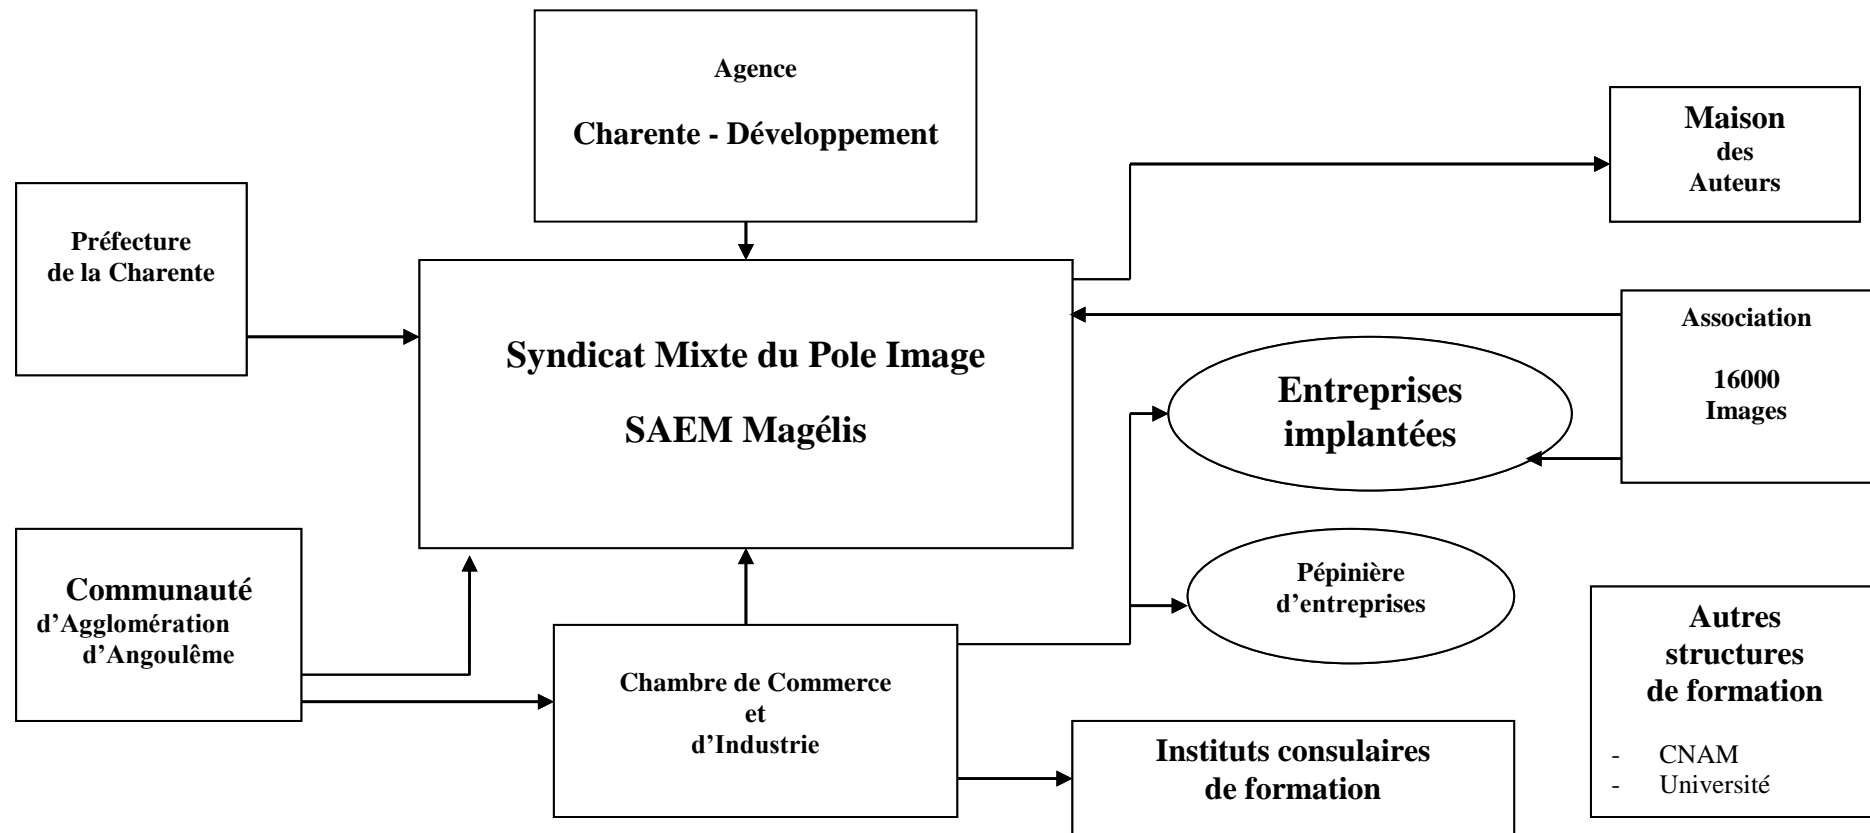 Agence
Charente - Développement
Maison
des
Auteurs
Préfecture
de la Charente
Syndicat Mixte du Pole Image
SAEM Magélis
Association
16000
Images
Entreprises
implantées
Communauté
d’Agglomération
d’Angoulême
Pépinière
d’entreprises
Chambre de Commerce
et
d’Industrie
Autres
structures
de formation
- CNAM
- Université
Instituts consulaires
de formation